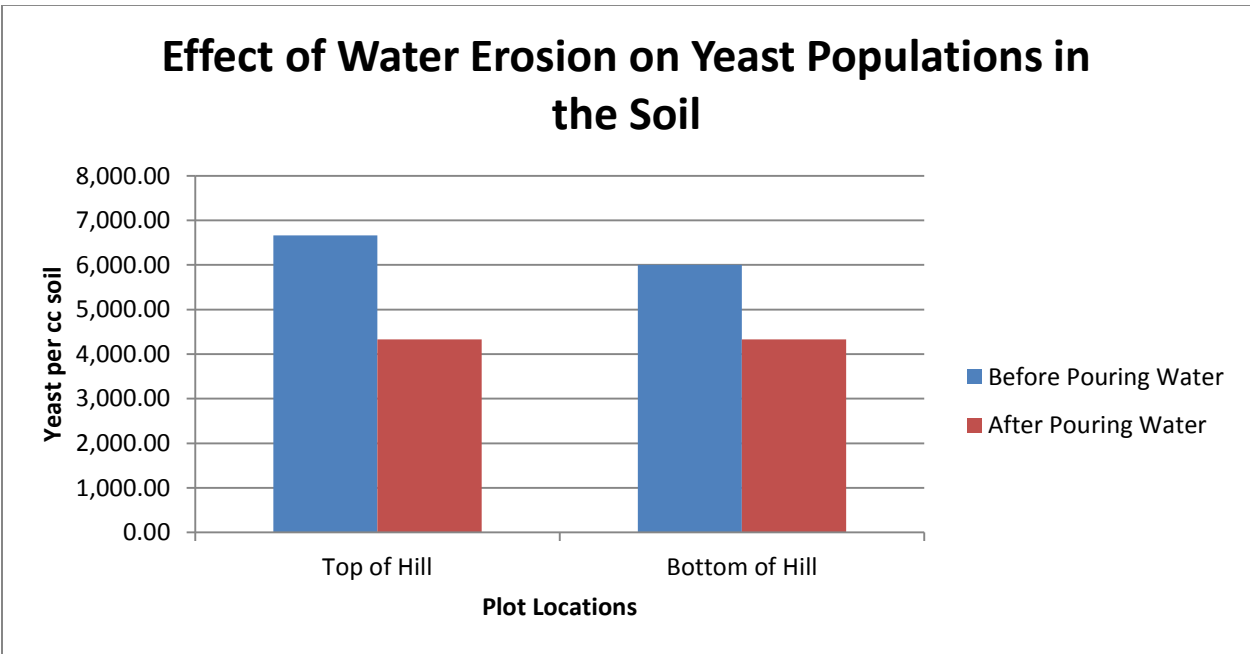 Effect of Water Erosion on Yeast Populations in
the Soil
Yeast per cc soil
8,000.00
7,000.00
6,000.00
5,000.00
4,000.00
3,000.00
2,000.00
1,000.00
0.00
Top of Hill
Bottom of Hill
Plot Locations
Before Pouring Water
After Pouring Water